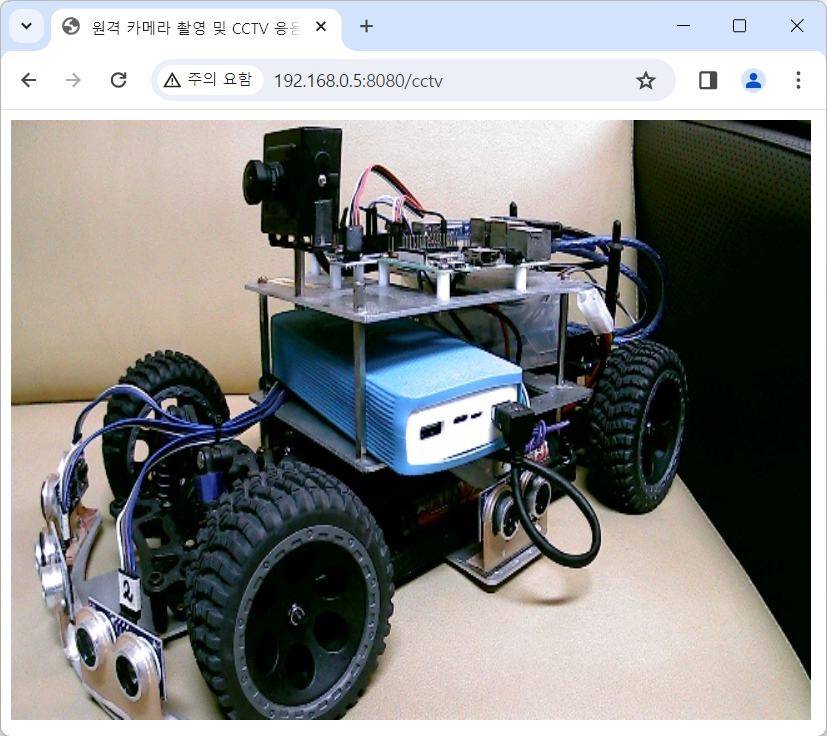 원격 카메라 촬영 및 CCTV 응용
주의 요함
192.168.0.5:8080/cctv
2